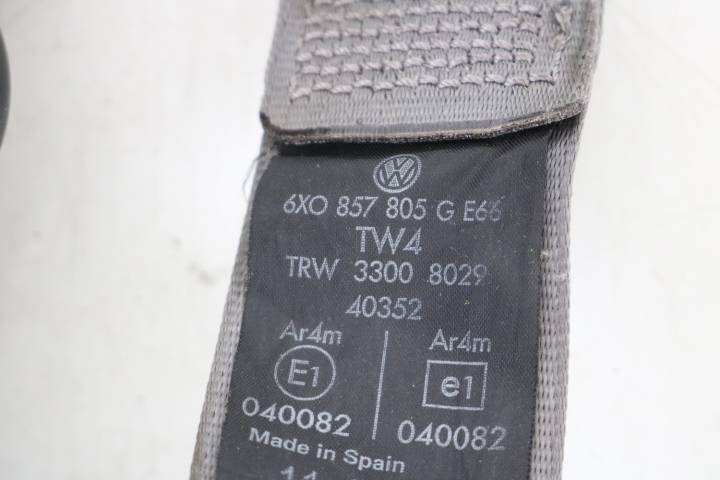 6X0 857 805 G E66
TW4
TRW 3300 8029
40352
Ar4m Ar4m
E1 e1
040082 040082
Made in Spain